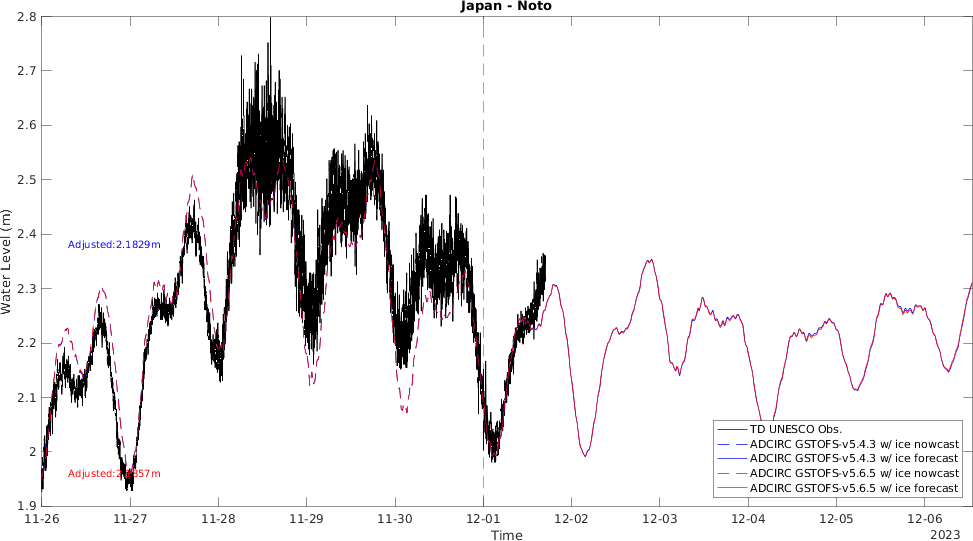 Japan - Noto
Water Level (m)
2.8
2.7
2.6
2.5
2.4
2.3
2.2
2.1
2
1.9
Adjusted:2.1829m
TD UNESCO Obs.
ADCIRC GSTOFS-v5.4.3 w/ ice nowcast
ADCIRC GSTOFS-v5.4.3 w/ ice forecast
ADCIRC GSTOFS-v5.6.5 w/ ice nowcast
ADCIRC GSTOFS-v5.6.5 w/ ice forecast
11-26
11-27
11-28
11-29
11-30
12-01
12-02
12-03
12-04
12-05
12-06
Time
2023